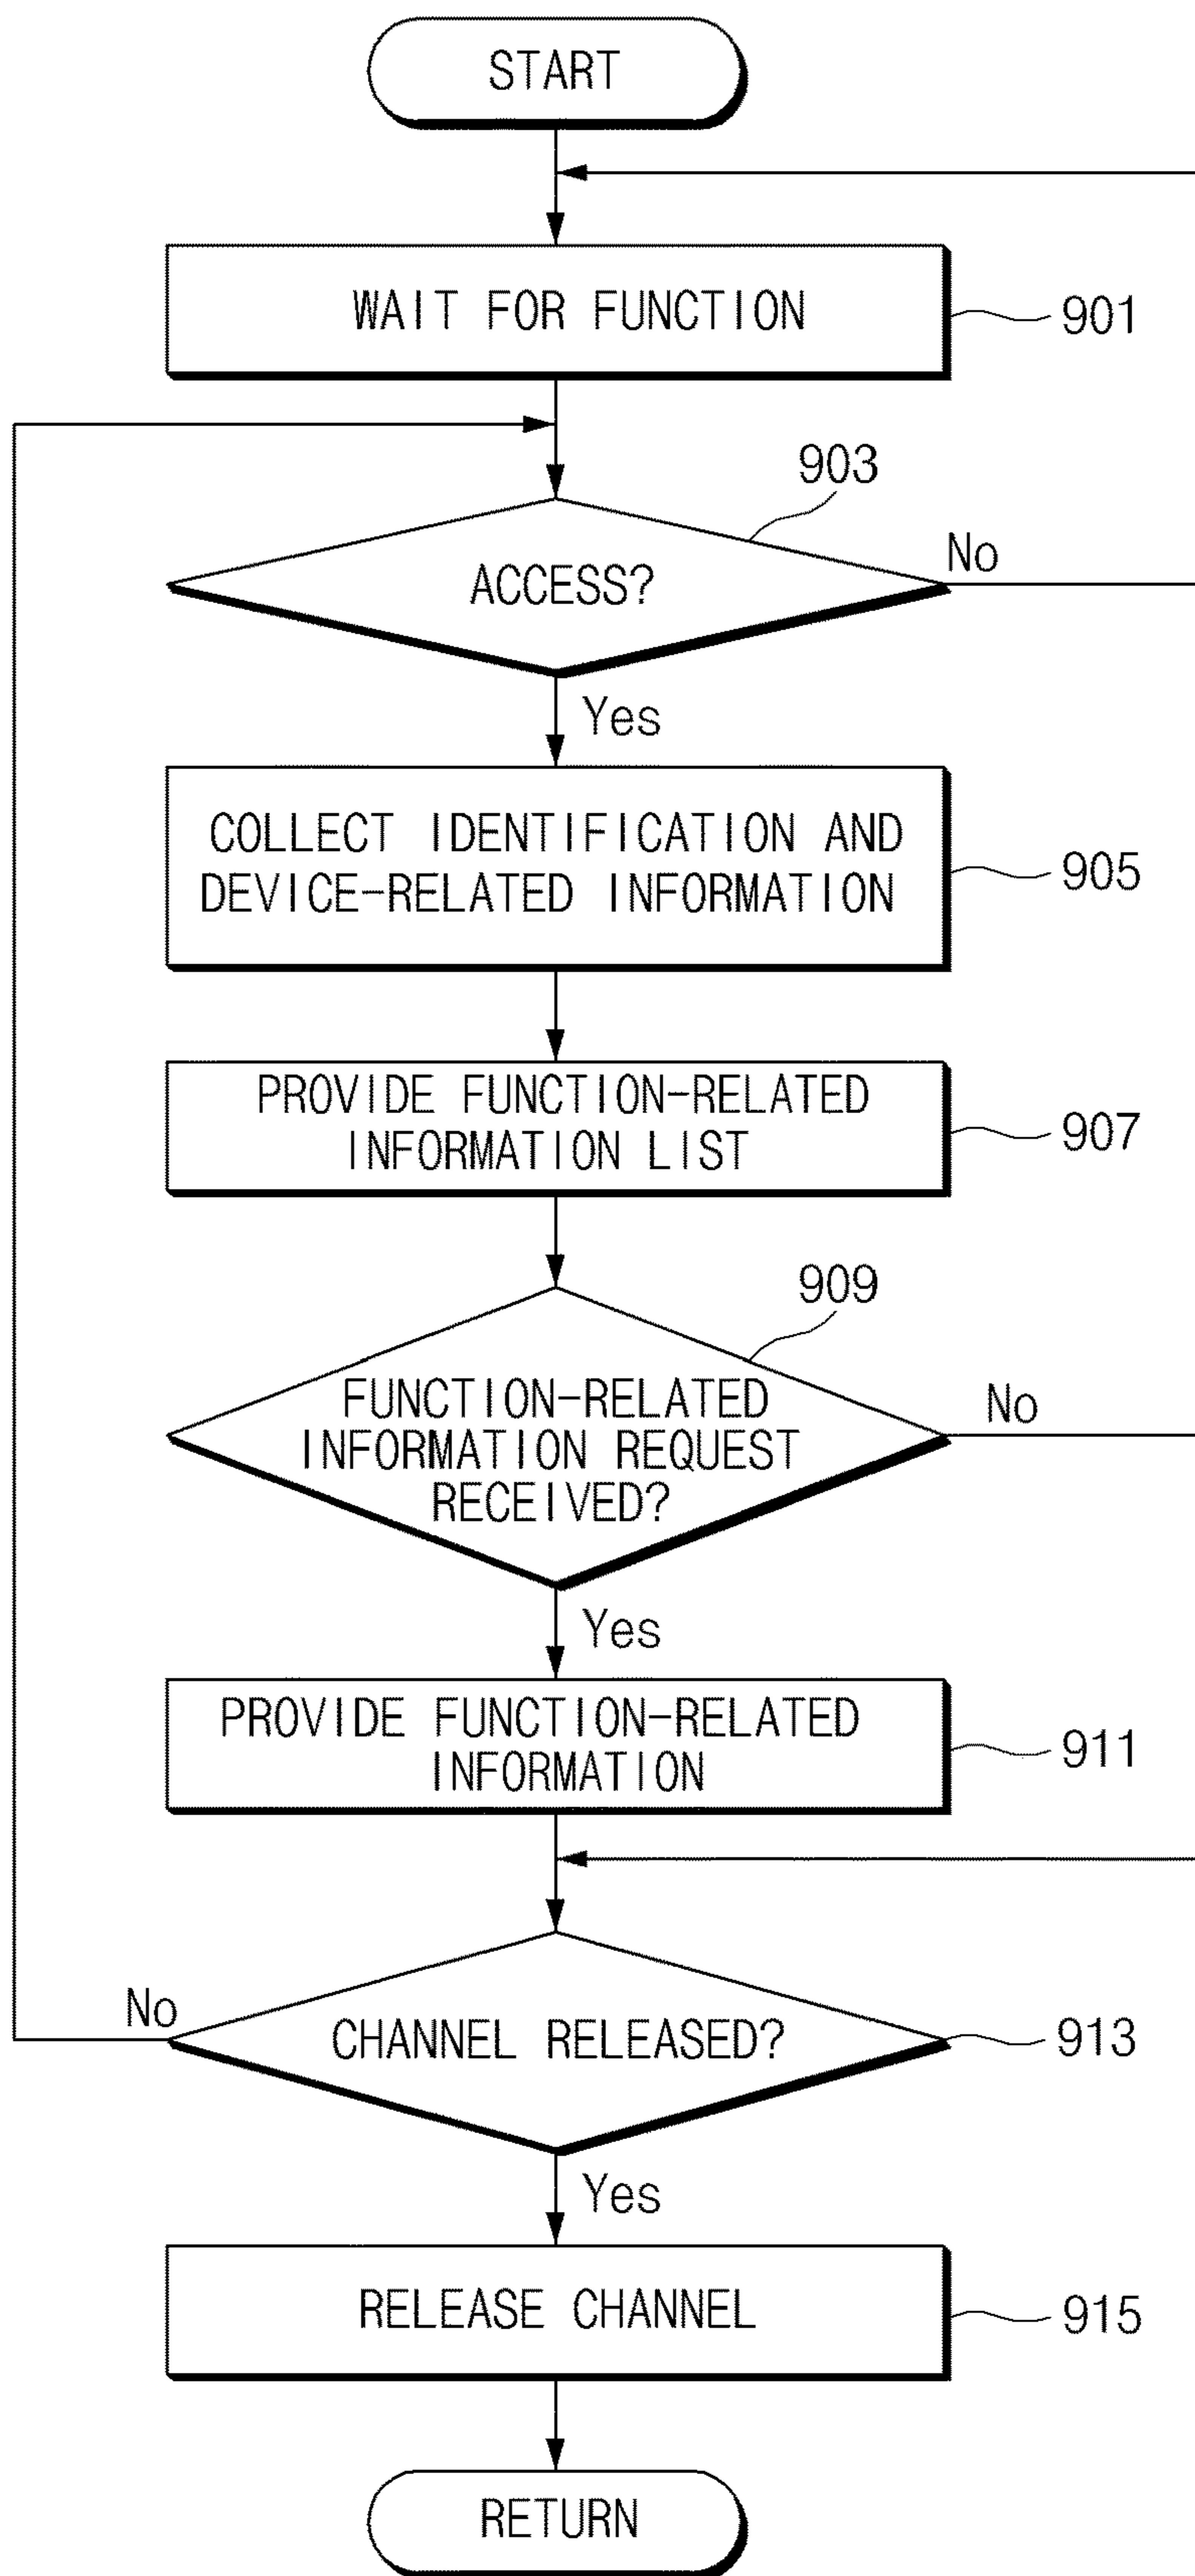 START
WAIT FOR FUNCTION
901
903
ACCESS?
No
Yes
COLLECT IDENTIFICATION AND
DEVICE-RELATED INFORMATION
905
PROVIDE FUNCTION-RELATED
INFORMATION LIST
907
909
FUNCTION-RELATED
INFORMATION REQUEST
RECEIVED?
No
Yes
PROVIDE FUNCTION-RELATED
INFORMATION
911
No
CHANNEL RELEASED?
913
Yes
RELEASE CHANNEL
915
RETURN